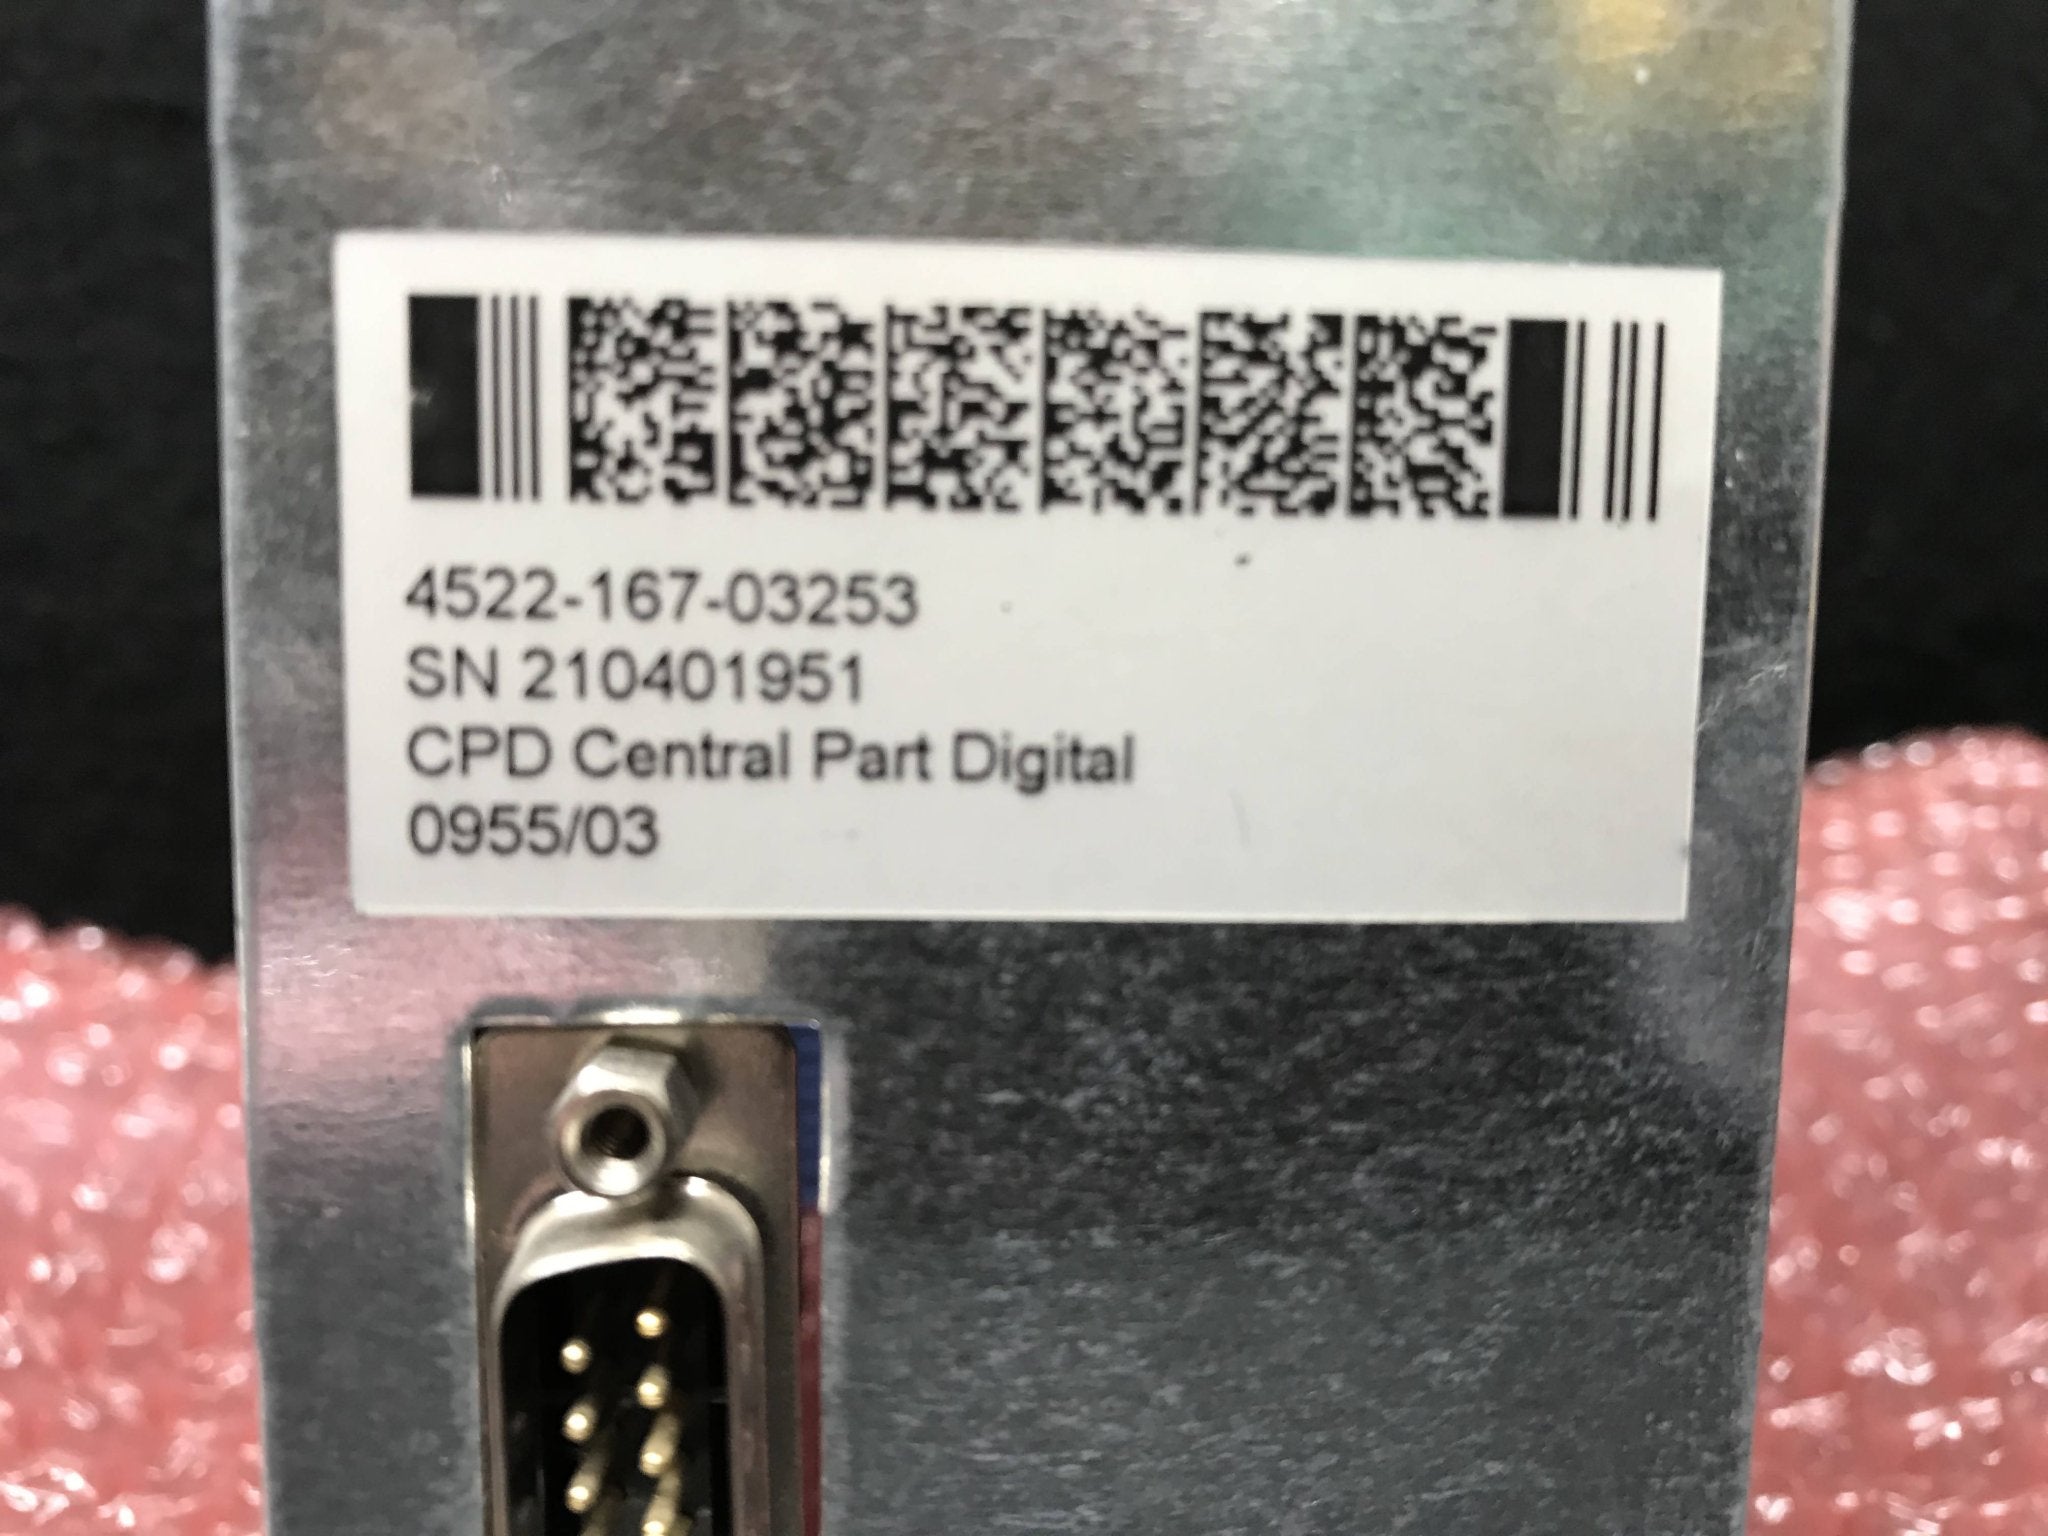 4522-167-03253
SN 210401951
CPD Central Part Digital
0955/03